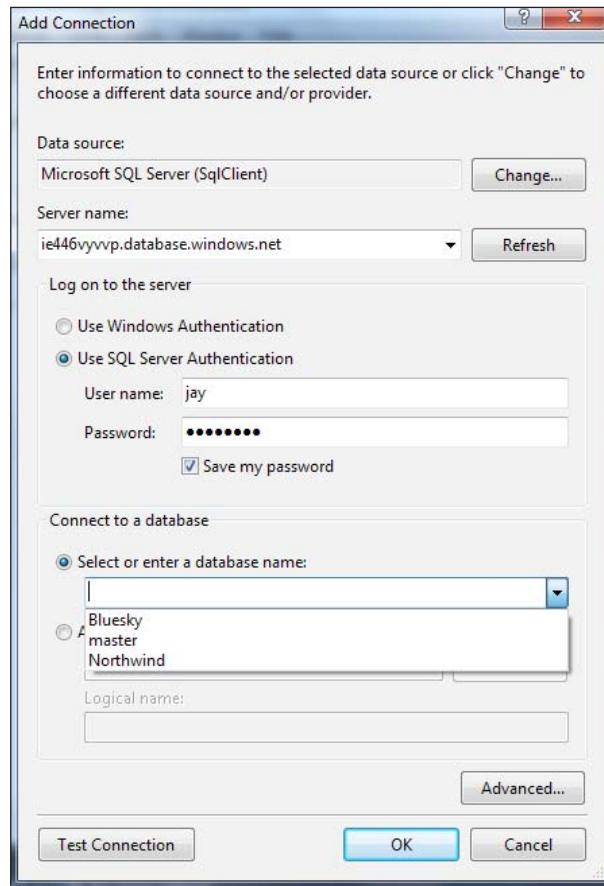 Add Connection
Enter information to connect to the selected data source or click "Change" to
choose a different data source and/or provider.
Data source:
Microsoft SQL Server (SqlClient)
Change...
Server name:
ie446vyvvp.database.windows.net
Refresh
Log on to the server
Use Windows Authentication
Use SQL Server Authentication
User name:
jay
Password:
●●●●●●●●
Save my password
Connect to a database
Select or enter a database name:
Bluesky
master
Northwind
Logical name:
Advanced...
Test Connection
OK
Cancel